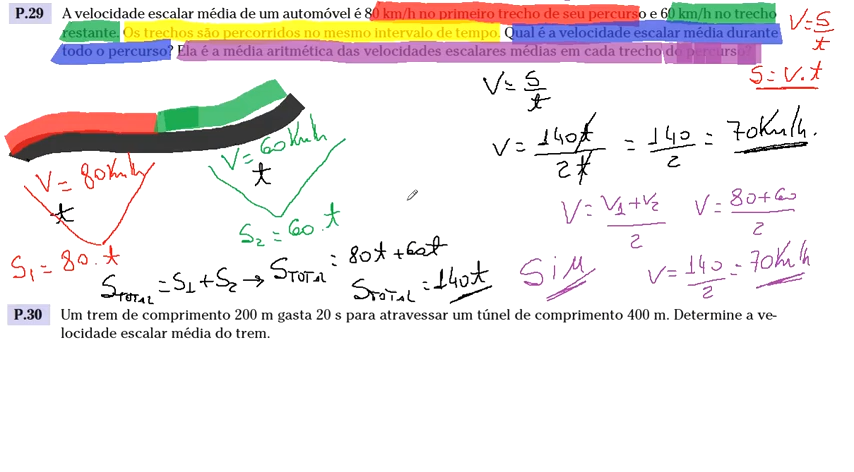 P.29 A velocidade escalar média de um automóvel é 80 km/h no primeiro trecho de seu percurso e 60 km/h no trecho
restante. Os trechos são percorridos no mesmo intervalo de tempo. Qual é a velocidade escalar média durante
todo o percurso? Ela é a média aritmética das velocidades escalares médias em cada trecho do percurso?
V = S/t
S = V.t
V = S/t
V = 140t/2t = 140/2 = 70Km/h.
V = 80Km/h
t
S1 = 80.t
V = 60Km/h
t
S2 = 60.t
V = V1+V2/2
V = 80+60/2
STOTAL = S1 + S2 → STOTAL = 80t + 60t
STOTAL = 140t
SiM
V = 140/2 = 70Km/h
P.30 Um trem de comprimento 200 m gasta 20 s para atravessar um túnel de comprimento 400 m. Determine a ve-
locidade escalar média do trem.